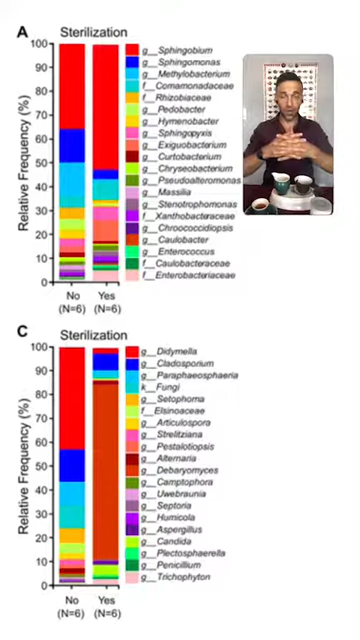 A
Sterilization
Relative Frequency (%)
100
90
80
70
60
50
40
30
20
10
0
No
(N=6)
Yes
(N=6)
g__Sphingobium
g__Sphingomonas
g__Methylobacterium
f__Comamonadaceae
f__Rhizobiaceae
g__Pedobacter
g__Hymenobacter
g__Sphingopyxis
g__Exiguobacterium
g__Curtobacterium
g__Chryseobacterium
g__Pseudoalteromonas
g__Massilia
g__Stenotrophomonas
f__Xanthobacteraceae
g__Chroococcidiopsis
g__Caulobacter
g__Enterococcus
f__Caulobacteraceae
f__Enterobacteriaceae
C
Sterilization
Relative Frequency (%)
100
90
80
70
60
50
40
30
20
10
0
No
(N=6)
Yes
(N=6)
g__Didymella
g__Cladosporium
g__Paraphaeosphaeria
k__Fungi
g__Setophoma
f__Elsinoaceae
g__Articulospora
g__Strelitziana
g__Pestalotiopsis
g__Alternaria
g__Debaryomyces
g__Camptophora
g__Uwebraunia
g__Septoria
g__Humicola
g__Aspergillus
g__Candida
g__Plectosphaerella
g__Penicillium
g__Trichophyton